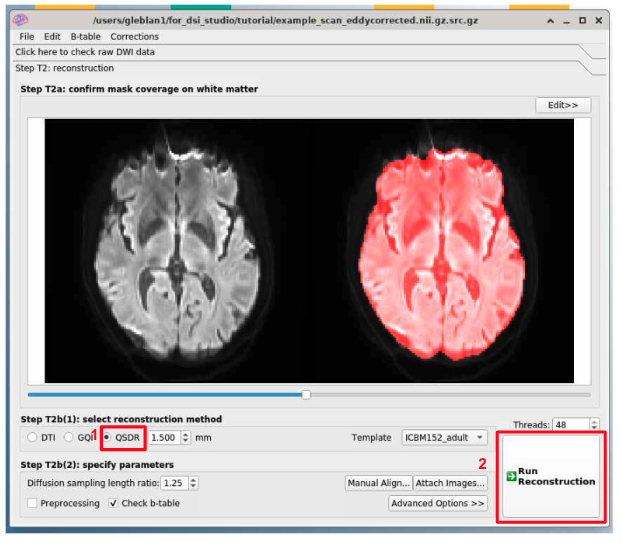 /users/gleblan1/for_dsi_studio/tutorial/example_scan_eddycorrected.nii.gz.src.gz
File Edit B-table Corrections
Click here to check raw DWI data
Step T2: reconstruction
Step T2a: confirm mask coverage on white matter
Edit>>
Step T2b(1): select reconstruction method
Threads: 48
DTI GQI 1 QSDR 1.500 mm Template ICBM152_adult
Step T2b(2): specify parameters
2
Run
Reconstruction
Diffusion sampling length ratio: 1.25 Manual Align... Attach Images...
Preprocessing Check b-table Advanced Options >>